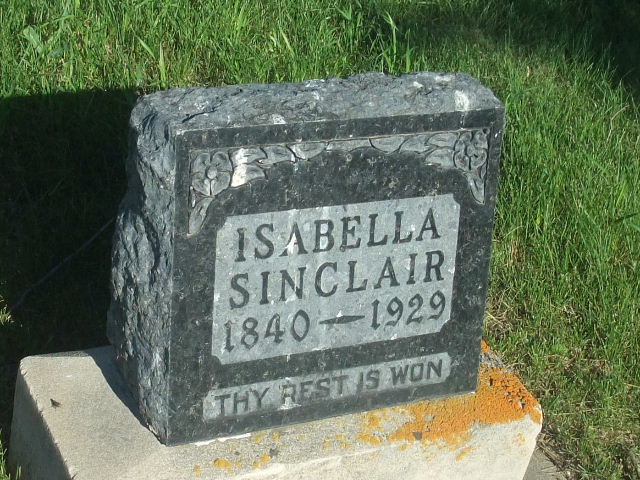 ISABELLA
SINCLAIR
1840 — 1929
THY REST IS WON